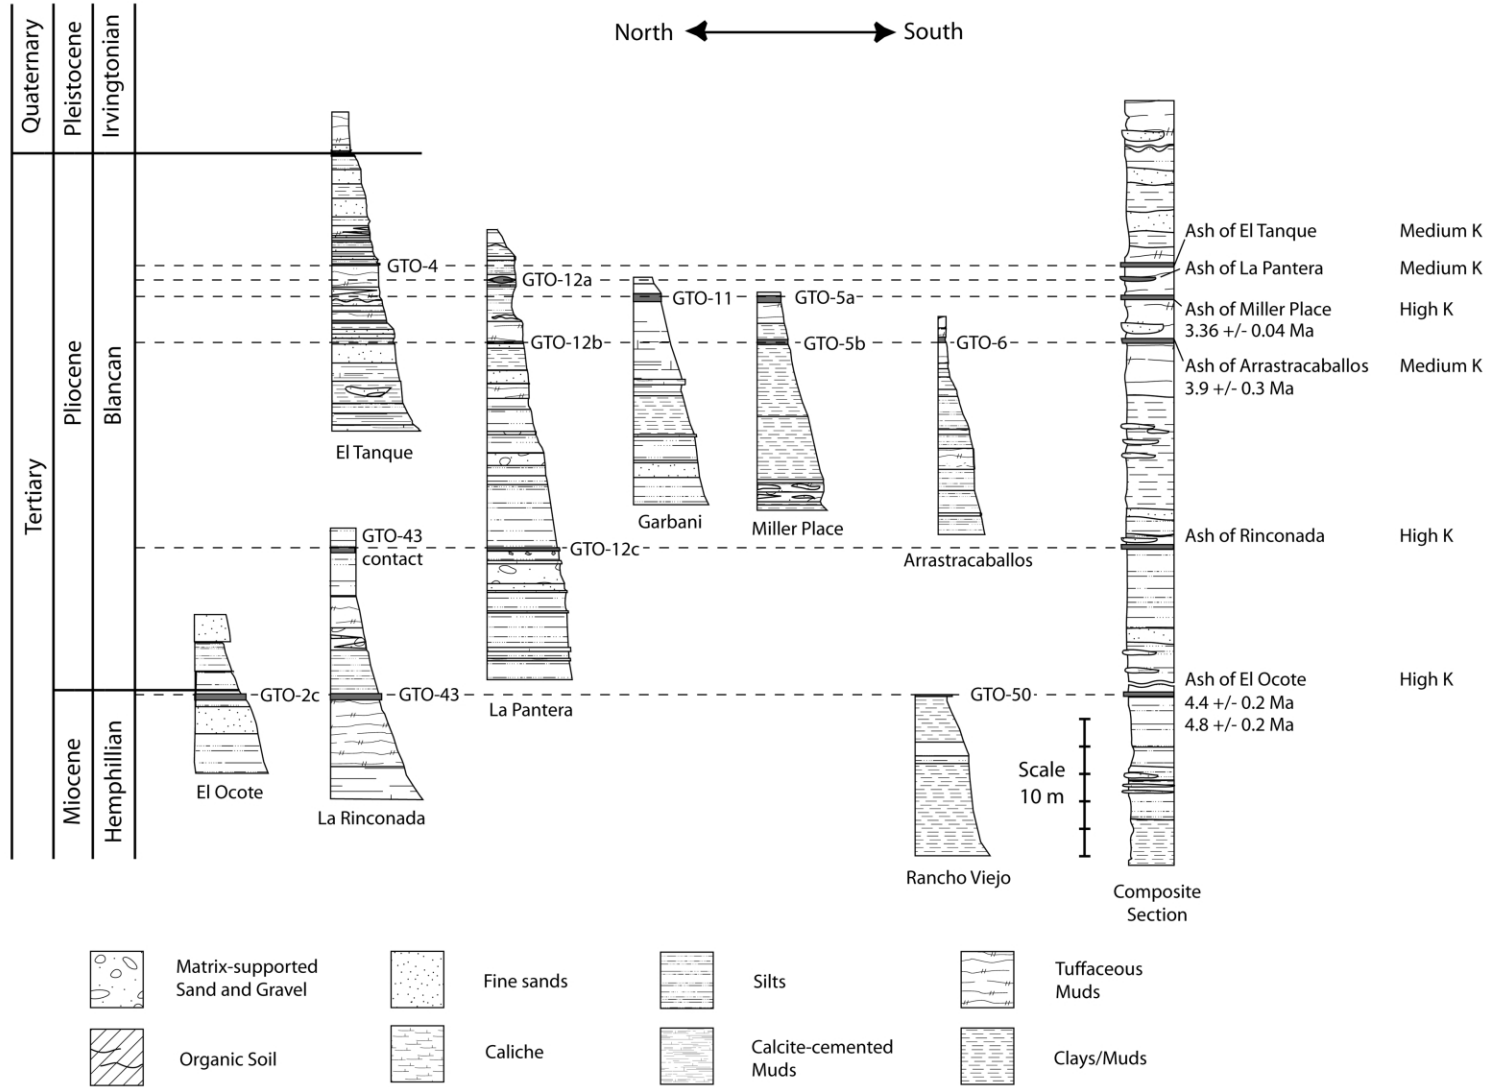 Quaternary
Pleistocene
Irvingtonian
North
South
Tertiary
Pliocene
Blancan
Miocene
Hemphillian
GTO-4
GTO-12a
GTO-11
GTO-5a
GTO-12b
GTO-5b
GTO-6
El Tanque
GTO-43
contact
GTO-12c
Garbani
Miller Place
Arrastracaballos
GTO-2c
GTO-43
GTO-50
La Pantera
El Ocote
La Rinconada
Rancho Viejo
Scale
10 m
Composite
Section
Ash of El Tanque
Medium K
Ash of La Pantera
Medium K
Ash of Miller Place
High K
3.36 +/- 0.04 Ma
Ash of Arrastracaballos
Medium K
3.9 +/- 0.3 Ma
Ash of Rinconada
High K
Ash of El Ocote
High K
4.4 +/- 0.2 Ma
4.8 +/- 0.2 Ma
Matrix-supported
Sand and Gravel
Fine sands
Silts
Tuffaceous
Muds
Organic Soil
Caliche
Calcite-cemented
Muds
Clays/Muds